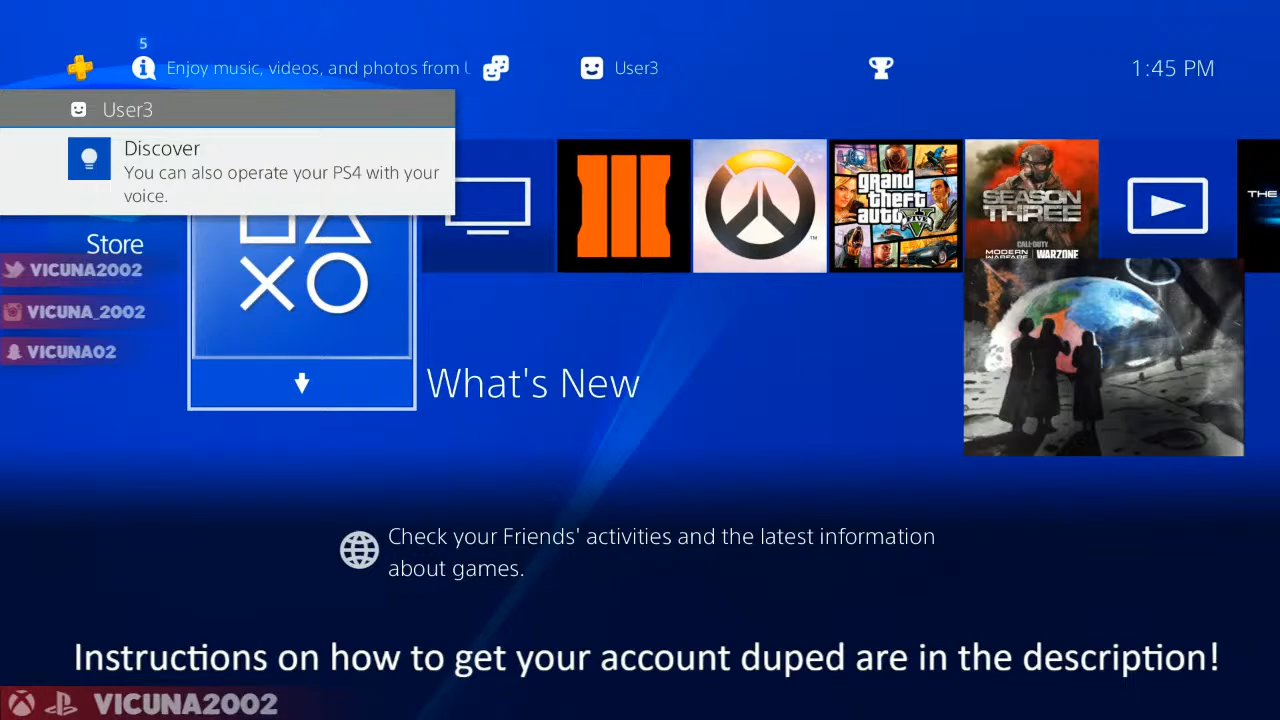 5
Enjoy music, videos, and photos from
User3
1:45 PM
User3
Discover
You can also operate your PS4 with your
voice.
Store
VICUNA2002
VICUNA_2002
VICUNA02
III
grand
theft
auto
V
SEASON
THREE
CALL·DUTY
MODERN
WARFARE
WARZONE
THE
What's New
Check your Friends' activities and the latest information
about games.
Instructions on how to get your account duped are in the description!
VICUNA2002